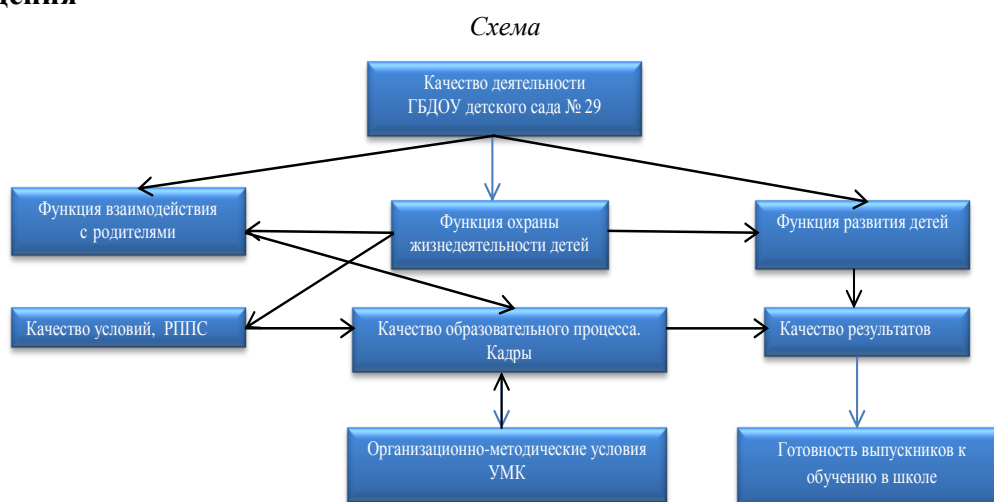 Схема
Качество деятельности
ГБДОУ детского сада № 29
Функция взаимодействия
с родителями
Функция охраны
жизнедеятельности детей
Функция развития детей
Качество условий, РППС
Качество образовательного процесса.
Кадры
Качество результатов
Организационно-методические условия
УМК
Готовность выпускников к
обучению в школе